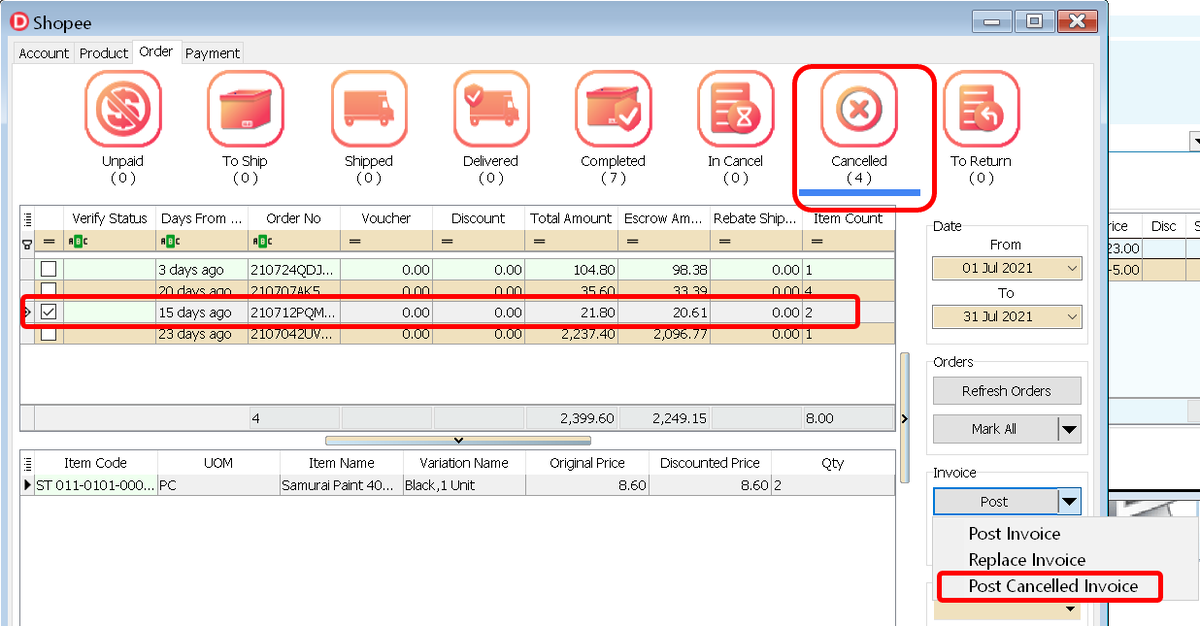 D Shopee
Account Product Order Payment
Unpaid To Ship Shipped Delivered Completed In Cancel Cancelled To Return
(0) (0) (0) (0) (7) (0) (4) (0)
Verify Status Days From ... Order No Voucher Discount Total Amount Escrow Am... Rebate Ship... Item Count
= ABC ABC ABC = = = = = =
3 days ago 210724QDJ... 0.00 0.00 104.80 98.38 0.00 1
20 days ago 210707AK5 0.00 0.00 35.60 33.39 0.00 4
15 days ago 210712PQM... 0.00 0.00 21.80 20.61 0.00 2
23 days ago 2107042UV... 0.00 0.00 2,237.40 2,096.77 0.00 1
4 2,399.60 2,249.15 8.00
Item Code UOM Item Name Variation Name Original Price Discounted Price Qty
ST 011-0101-000... PC Samurai Paint 40... Black,1 Unit 8.60 8.60 2
Date
From
01 Jul 2021
To
31 Jul 2021
Orders
Refresh Orders
Mark All
Invoice
Post
Post Invoice
Replace Invoice
Post Cancelled Invoice
rice Disc S
23.00
-5.00